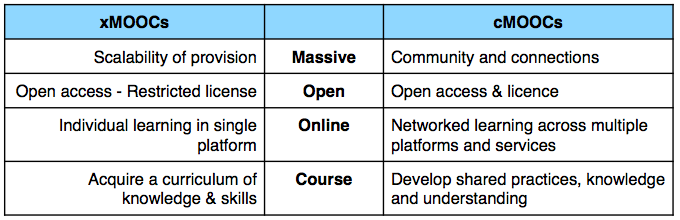 xMOOCs cMOOCs
Scalability of provision Massive Community and connections
Open access - Restricted license Open Open access & licence
Individual learning in single Online Networked learning across multiple
platform platforms and services
Acquire a curriculum of Course Develop shared practices, knowledge
knowledge & skills and understanding